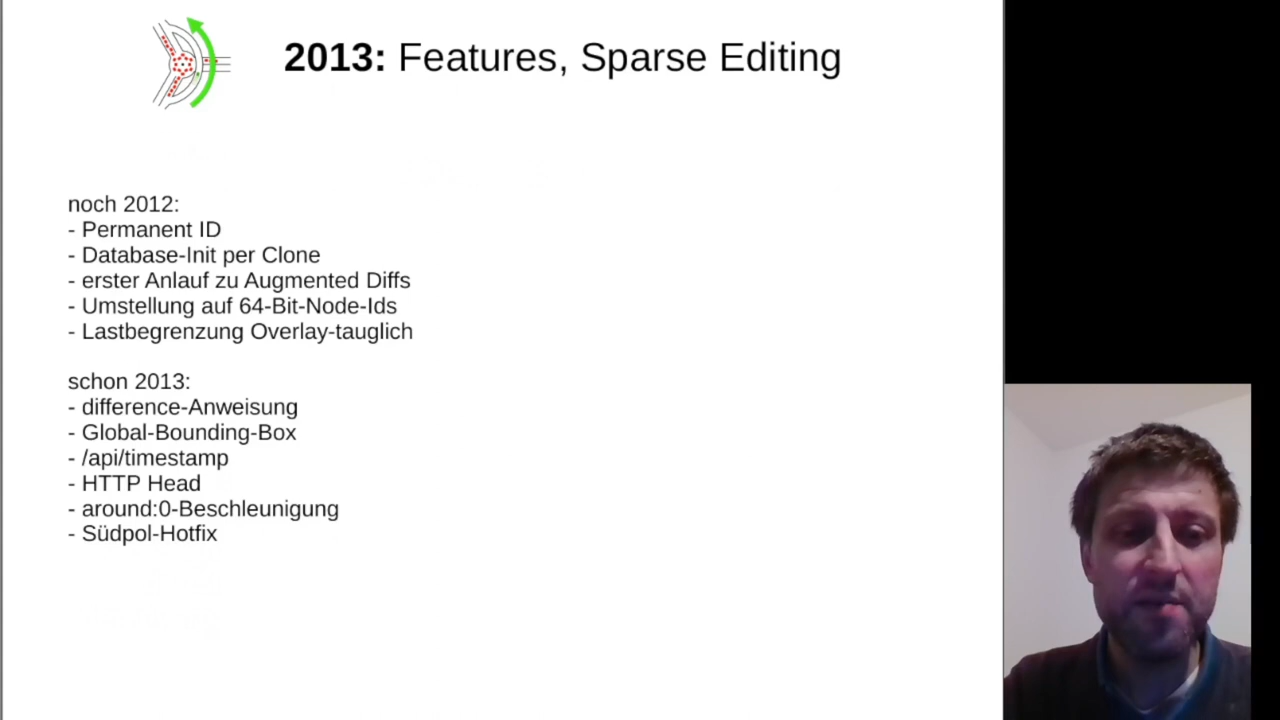 2013: Features, Sparse Editing
noch 2012:
- Permanent ID
- Database-Init per Clone
- erster Anlauf zu Augmented Diffs
- Umstellung auf 64-Bit-Node-Ids
- Lastbegrenzung Overlay-tauglich
schon 2013:
- difference-Anweisung
- Global-Bounding-Box
- /api/timestamp
- HTTP Head
- around:0-Beschleunigung
- Südpol-Hotfix